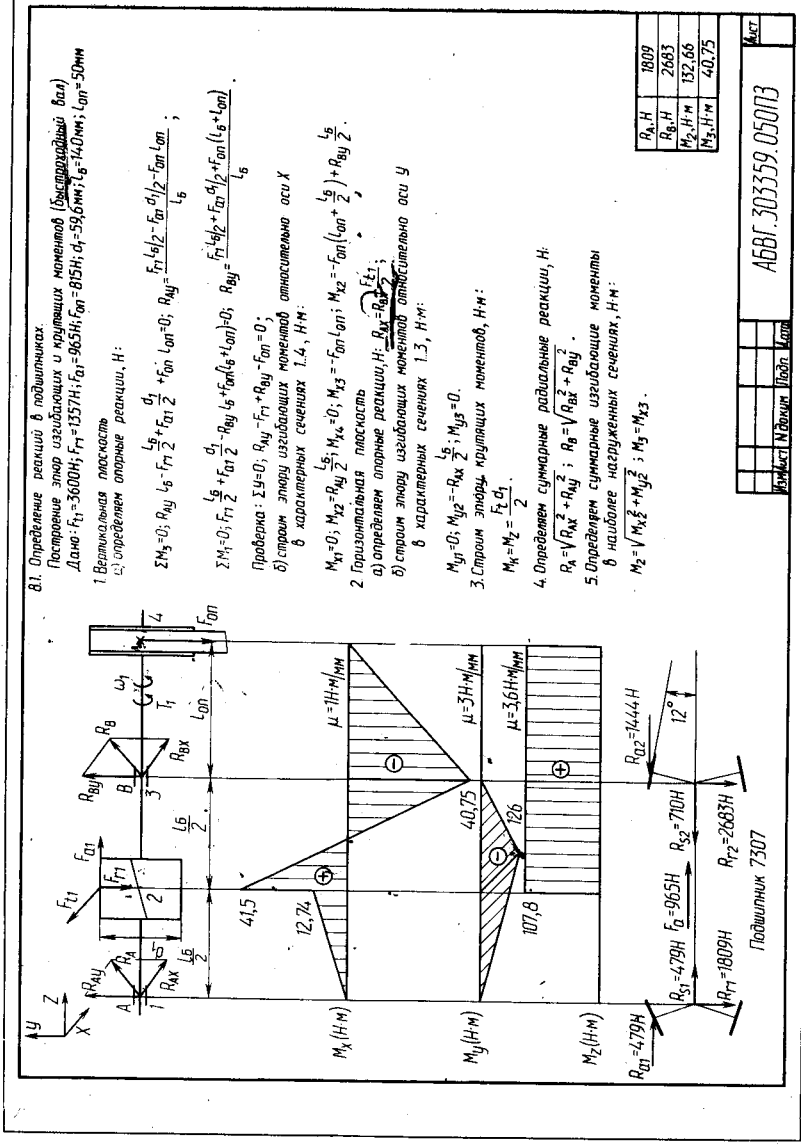 8.1. Определение реакций в подшипниках.
Построение эпюр изгибающих и крутящих моментов (быстроходный вал)
Дано: Ft1=3600Н; Fr1=1357Н; Fa1=965Н; Fоп=815Н; d1=59,6мм; lБ=140мм; lоп=50мм
1. Вертикальная плоскость
а) определяем опорные реакции, Н:
ΣM3=0; RAy lБ-Fr1 lБ/2+Fa1 d1/2+Fоп lоп=0; RAy=(Fr1 lБ/2-Fa1 d1/2-Fоп lоп)/lБ ;
ΣM1=0; Fr1 lБ/2+Fa1 d1/2-RBy lБ+Fоп(lБ+lоп)=0; RBy=(Fr1 lБ/2+Fa1 d1/2+Fоп(lБ+lоп))/lБ .
Проверка: Σy=0; RAy-Fr1+RBy-Fоп=0;
б) строим эпюру изгибающих моментов относительно оси X
в характерных сечениях 1..4, Н·м:
Mx1=0; Mx2=RAy lБ/2; Mx4=0; Mx3=-Fоп lоп; Mx2=-Fоп(lоп+lБ/2)+RBy lБ/2.
2 Горизонтальная плоскость
а) определяем опорные реакции, Н: RAx=RBx=Ft1/2;
б) строим эпюру изгибающих моментов относительно оси y
в характерных сечениях 1..3, Н·м:
My1=0; My2=-RAx lБ/2; My3=0.
3. Строим эпюру крутящих моментов, Н·м:
Mк=Mz=Ft d1/2
4. Определяем суммарные радиальные реакции, Н:
RA=√RAx²+RAy² ; RB=√RBx²+RBy² .
5. Определяем суммарные изгибающие моменты
в наиболее нагруженных сечениях, Н·м:
M2=√Mx2²+My2² ; M3=Mx3.
y
Z
X
RAy
RA
RAx
A
1
Ft1
Fr1
Fa1
2
RBy
RB
RBx
B
3
ω1
T1
4
Fоп
lБ/2
lБ/2
lоп
Mx(Н·м)
41,5
12,74
+
-
μ=1Н·м/мм
My(Н·м)
40,75
-
μ=3Н·м/мм
126
Mz(Н·м)
107,8
+
μ=3,6Н·м/мм
Ra1=479Н
RS1=479Н
Fa=965Н
RS2=710Н
Ra2=1444Н
12°
Rr1=1809Н
Rr2=2683Н
Подшипник 7307
RA,Н 1809
RB,Н 2683
M2,Н·м 132,66
M3,Н·м 40,75
Изм Лист N докум Подп Дата
АБВГ.303359.050ПЗ
Лист